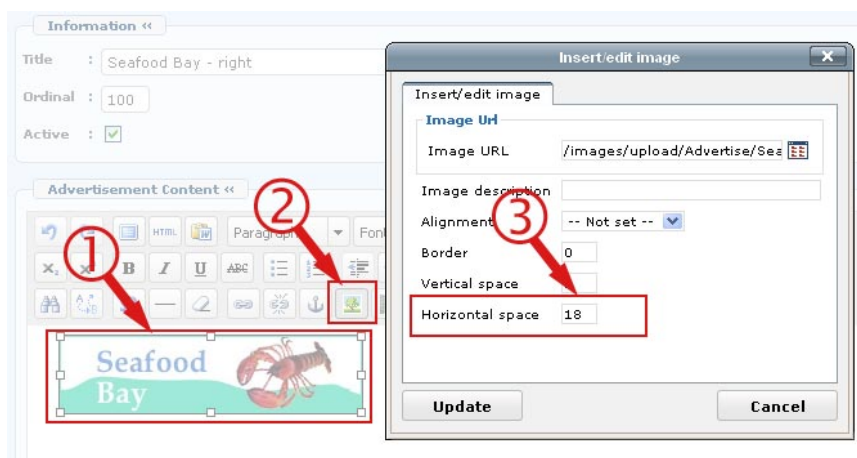 Information «
Title : Seafood Bay - right
Ordinal : 100
Active :
Advertisement Content «
HTML
Font
B I U ABC
1
2
3
Seafood
Bay
Insert/edit image
Insert/edit image
Image Url
Image URL /images/upload/Advertise/Sea
Image description
Alignment -- Not set --
Border 0
Vertical space
Horizontal space 18
Update Cancel